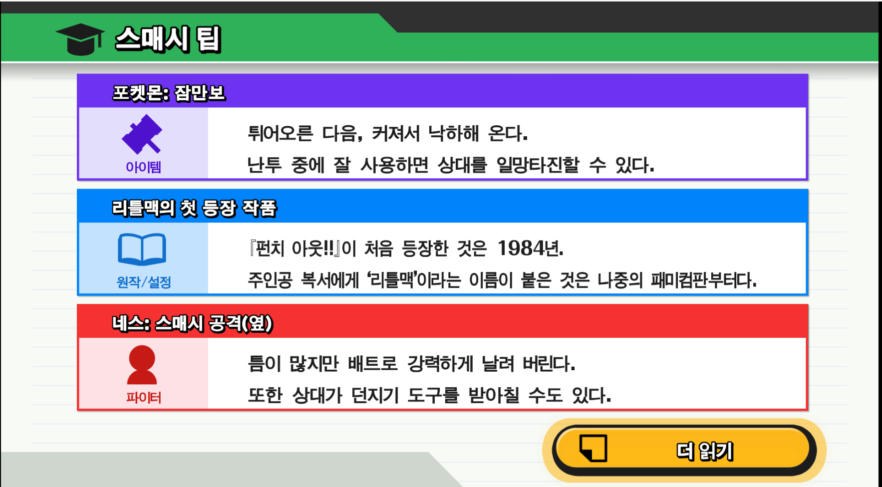 스매시 팁
포켓몬: 잠만보
아이템
튀어오른 다음, 커져서 낙하해 온다.
난투 중에 잘 사용하면 상대를 일망타진할 수 있다.
리틀맥의 첫 등장 작품
원작/설정
『펀치 아웃!!』이 처음 등장한 것은 1984년.
주인공 복서에게 ‘리틀맥’이라는 이름이 붙은 것은 나중의 패미컴판부터다.
네스: 스매시 공격(옆)
파이터
틈이 많지만 배트로 강력하게 날려 버린다.
또한 상대가 던지기 도구를 받아칠 수도 있다.
더 읽기